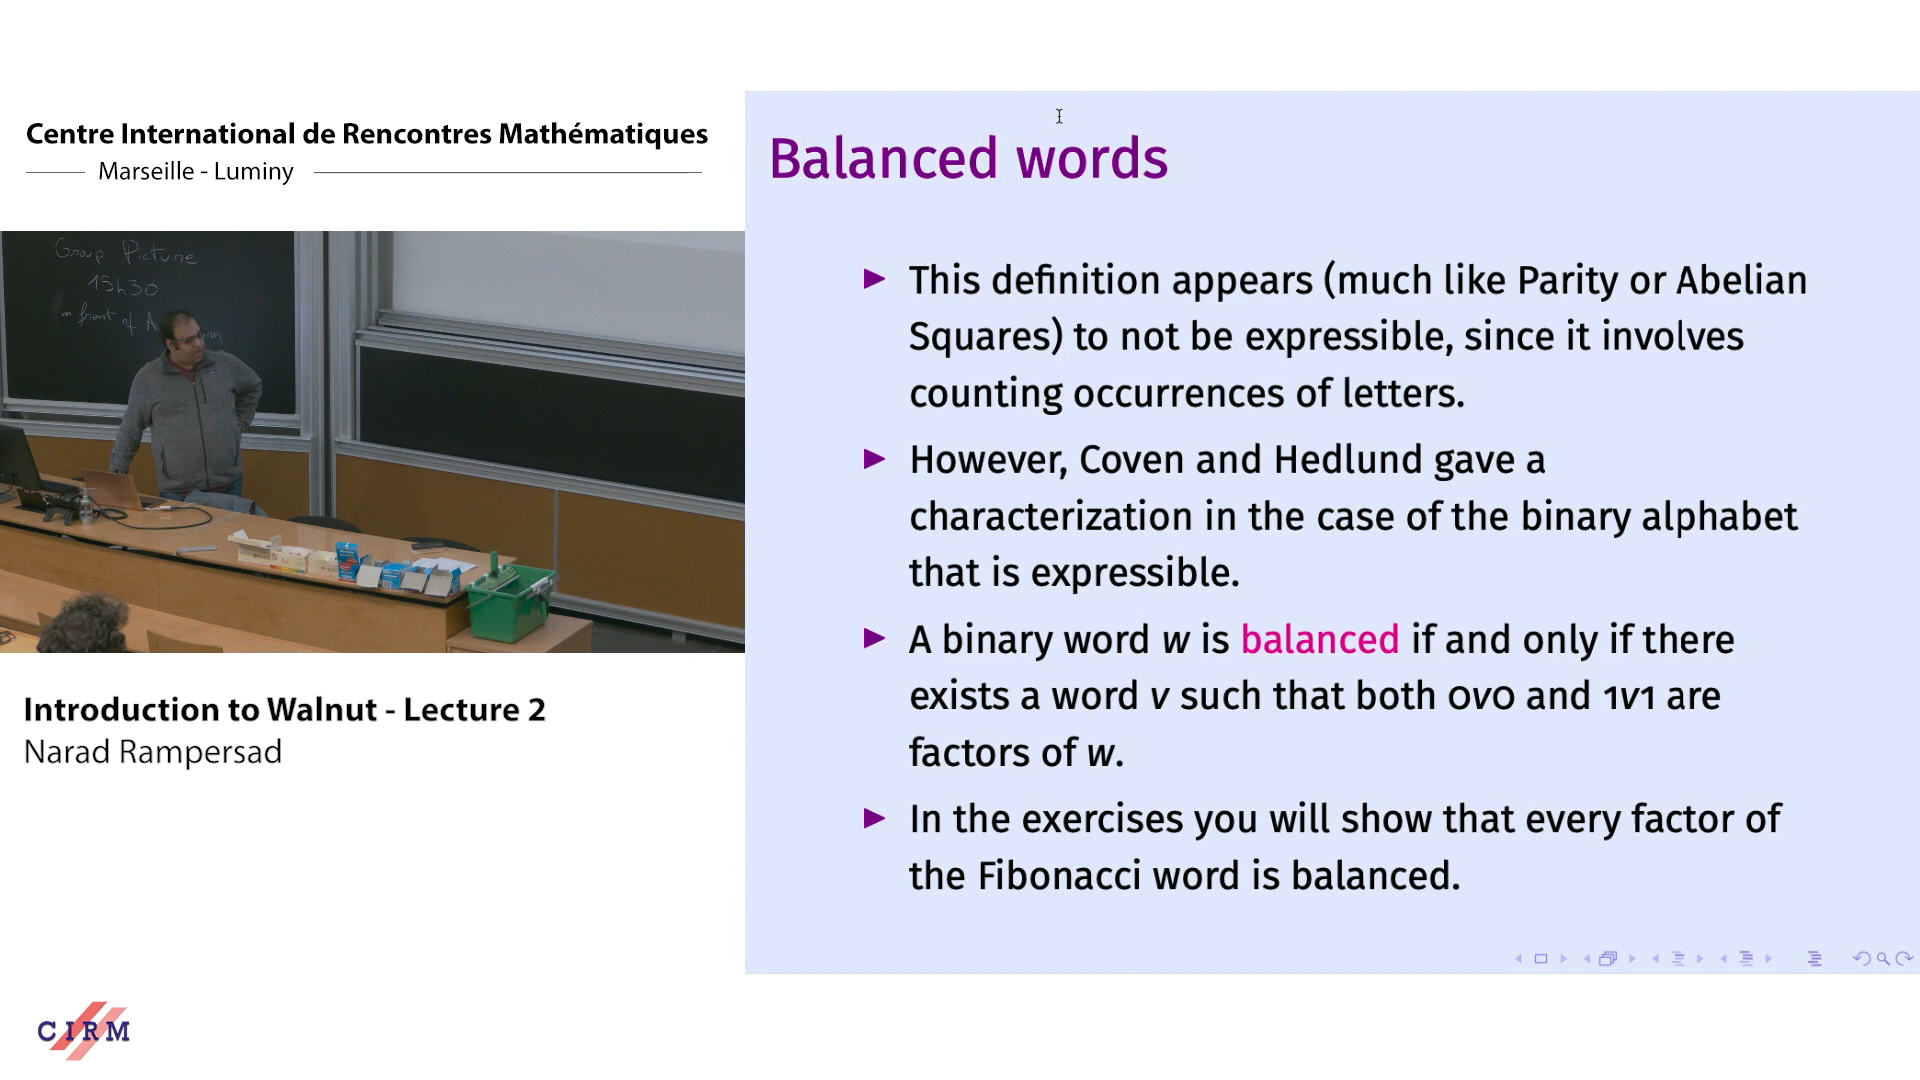 Centre International de Rencontres Mathématiques
Marseille - Luminy
Group Picture
15h30
in front of
Introduction to Walnut - Lecture 2
Narad Rampersad
CIRM
Balanced words
This definition appears (much like Parity or Abelian
Squares) to not be expressible, since it involves
counting occurrences of letters.
However, Coven and Hedlund gave a
characterization in the case of the binary alphabet
that is expressible.
A binary word w is balanced if and only if there
exists a word v such that both 0v0 and 1v1 are
factors of w.
In the exercises you will show that every factor of
the Fibonacci word is balanced.